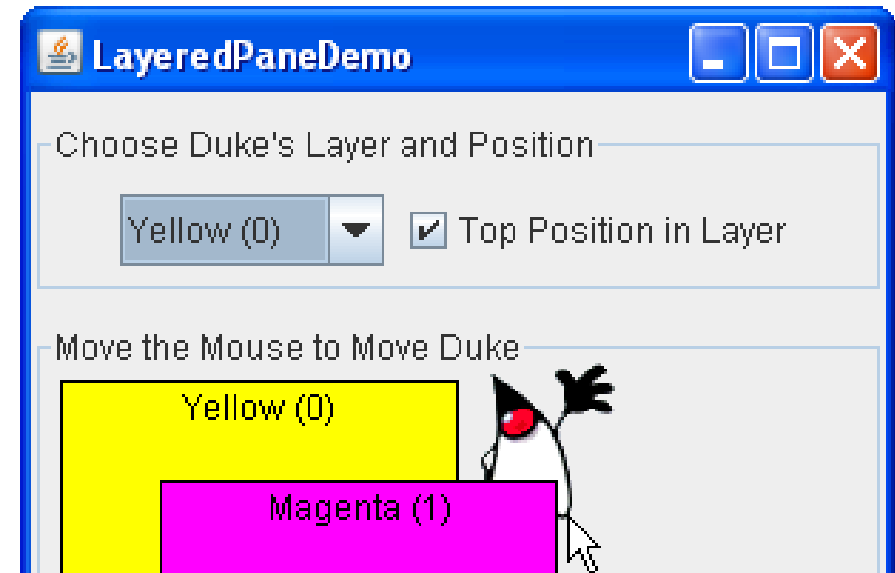 LayeredPaneDemo
Choose Duke's Layer and Position
Yellow (0) Top Position in Layer
Move the Mouse to Move Duke
Yellow (0)
Magenta (1)